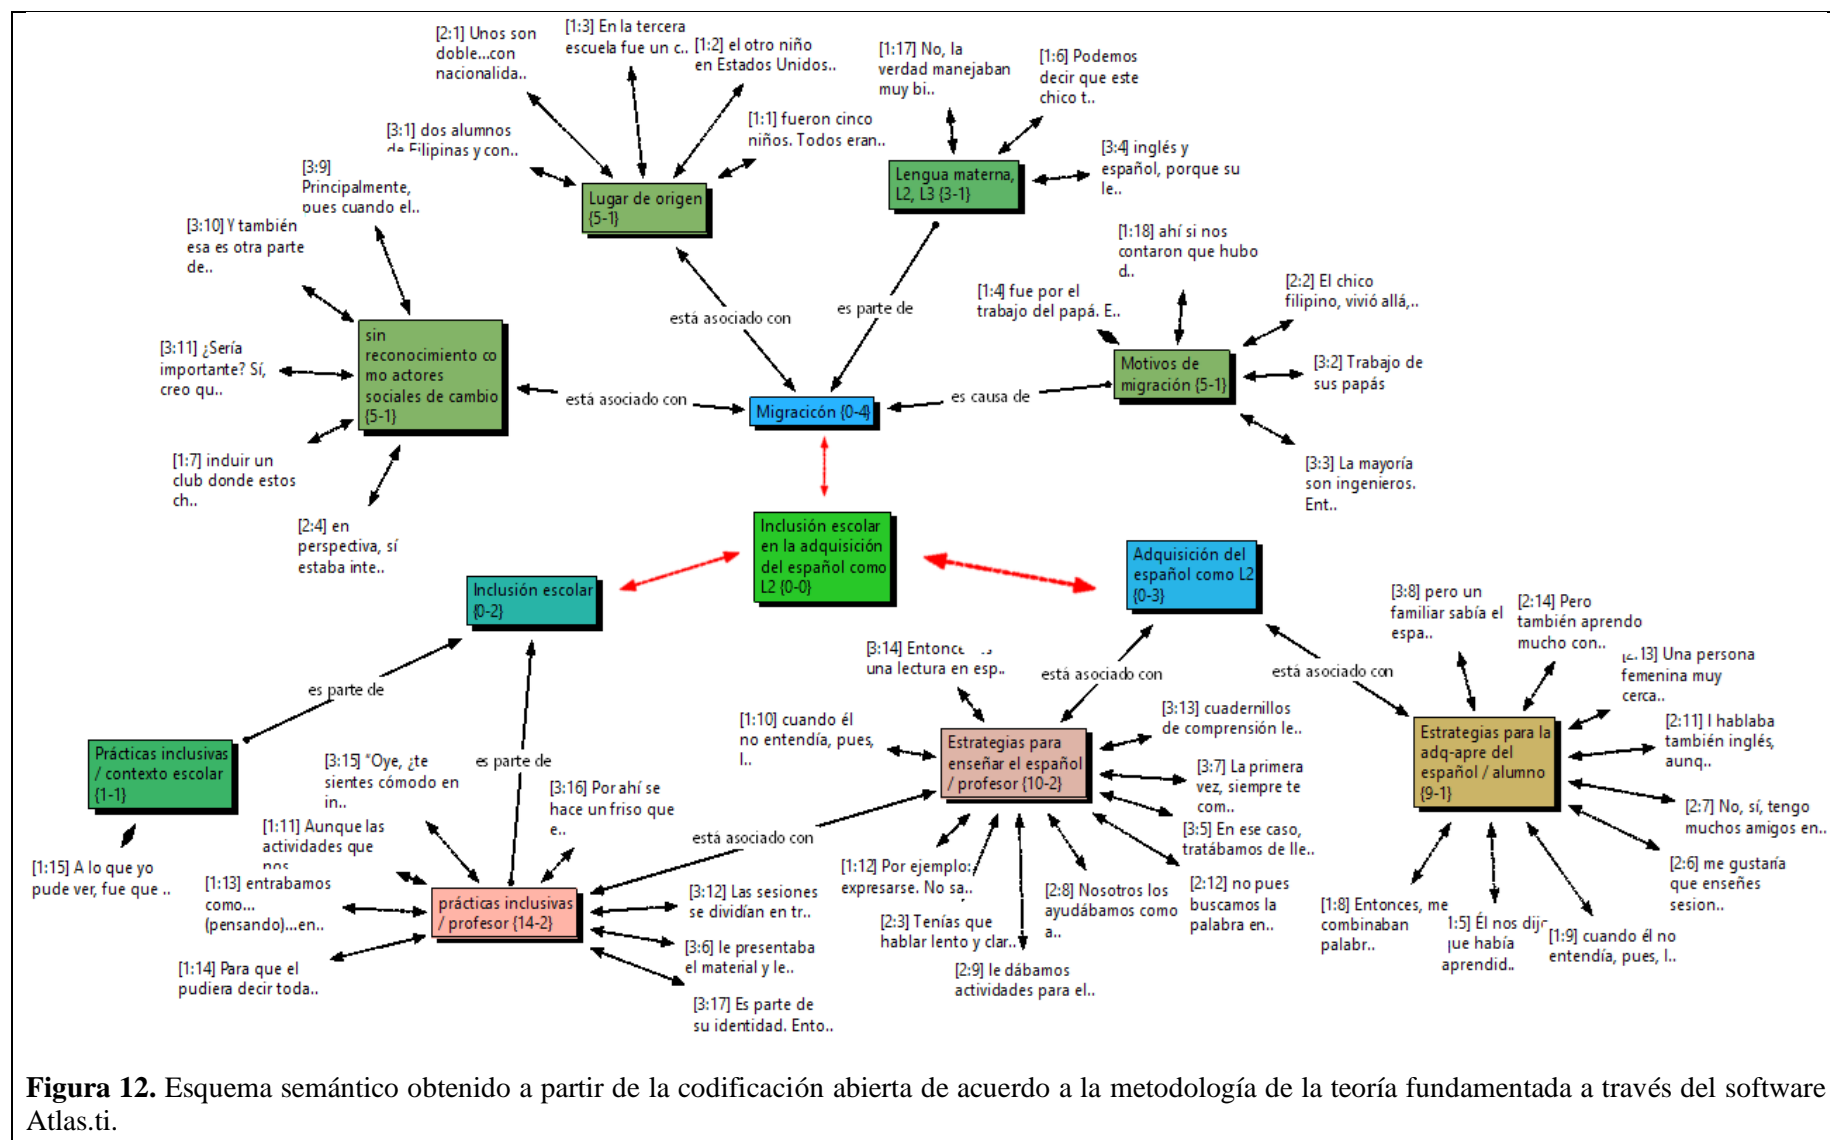 [2:1] Unos son
doble...con
nacionalida..
[1:3] En la tercera
escuela fue un c..
[1:2] el otro niño
en Estados Unidos..
[1:17] No, la
verdad manejaban
muy bi..
[1:6] Podemos
decir que este
chico t..
[3:1] dos alumnos
de Filipinas y con..
[1:1] fueron cinco
niños. Todos eran..
[3:4] inglés y
español, porque su
le..
[3:9]
Principalmente,
pues cuando el..
Lugar de origen
{5-1}
Lengua materna,
L2, L3 {3-1}
[3:10] Y también
esa es otra parte
de..
[1:18] ahí si nos
contaron que hubo
d..
[1:4] fue por el
trabajo del papá. E..
[2:2] El chico
filipino, vivió allá,..
está asociado con
es parte de
sin
reconocimiento co
mo actores
sociales de cambio
{5-1}
[3:11] ¿Sería
importante? Sí,
creo qu..
Motivos de
migración {5-1}
[3:2] Trabajo de
sus papás
está asociado con
Migracicón {0-4}
es causa de
[1:7] induir un
club donde estos
ch..
[3:3] La mayoría
son ingenieros.
Ent..
[2:4] en
perspectiva, sí
estaba inte..
Inclusión escolar
en la adquisición
del español como
L2 {0-0}
Adquisición del
español como L2
{0-3}
Inclusión escolar
{0-2}
[3:8] pero un
familiar sabía el
espa..
[2:14] Pero
también aprendo
mucho con..
[3:14] Entonc
una lectura en esp..
está asociado con
está asociado con
[2:13] Una persona
femenina muy
cerca..
es parte de
[1:10] cuando él
no entendía, pues,
l..
[3:13] cuadernillos
de comprensión le..
[2:11] I hablaba
también inglés,
aunq..
Prácticas inclusivas
/ contexto escolar
{1-1}
Estrategias para
enseñar el español
/ profesor {10-2}
Estrategias para la
adq-apre del
español / alumno
{9-1}
[3:15] "Oye, ¿te
sientes cómodo en
in..
es parte de
[3:16] Por ahí se
hace un friso que
e..
[3:7] La primera
vez, siempre te
com..
[2:7] No, sí, tengo
muchos amigos en..
[1:11] Aunque las
actividades que
nos
está asociado con
[3:5] En ese caso,
tratábamos de lle..
[1:15] A lo que yo
pude ver, fue que ..
[1:13] entrabamos
como...
(pensando)...en..
prácticas inclusivas
/ profesor {14-2}
[3:12] Las sesiones
se dividían en tr..
[1:12] Por ejemplo:
expresarse. No sa..
[2:8] Nosotros los
ayudábamos como
a..
[2:12] no pues
buscamos la
palabra en..
[2:6] me gustaría
que enseñes
sesion..
[1:8] Entonces, me
combinaban
palabr..
[1:5] Él nos dijo
que había
aprendid..
[1:9] cuando él no
entendía, pues, l..
[2:3] Tenías que
hablar lento y clar..
[3:6] le presentaba
el material y le..
[1:14] Para que el
pudiera decir toda..
[2:9] le dábamos
actividades para el..
[3:17] Es parte de
su identidad. Ento..
Figura 12. Esquema semántico obtenido a partir de la codificación abierta de acuerdo a la metodología de la teoría fundamentada a través del software
Atlas.ti.